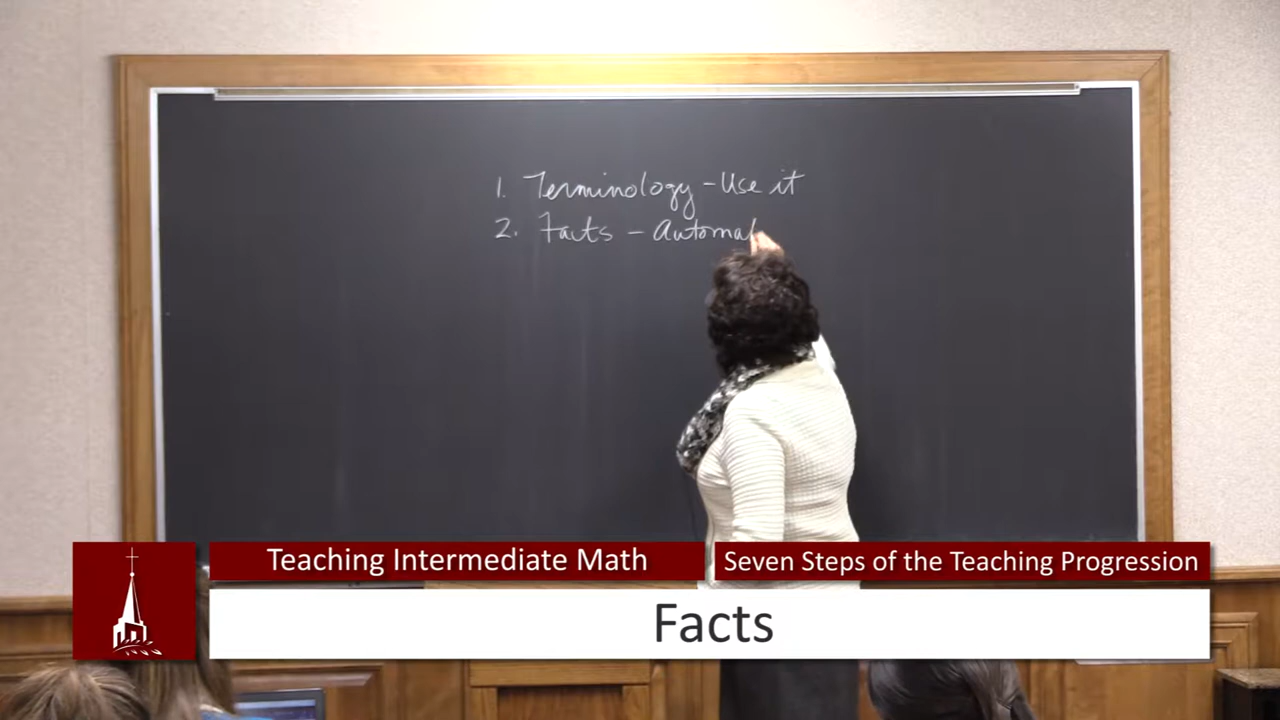 1. Terminology - Use it
2. Facts - Automat
Teaching Intermediate Math
Seven Steps of the Teaching Progression
Facts